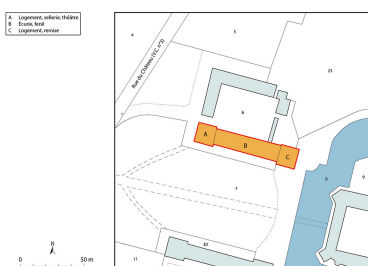 A Logement, sellerie, théâtre
B Écurie, fenil
C Logement, remise
4
5
Rue du Château (V.C. n°3)
23
6
A
B
C
8
9
7
10
11
N
0 50 m